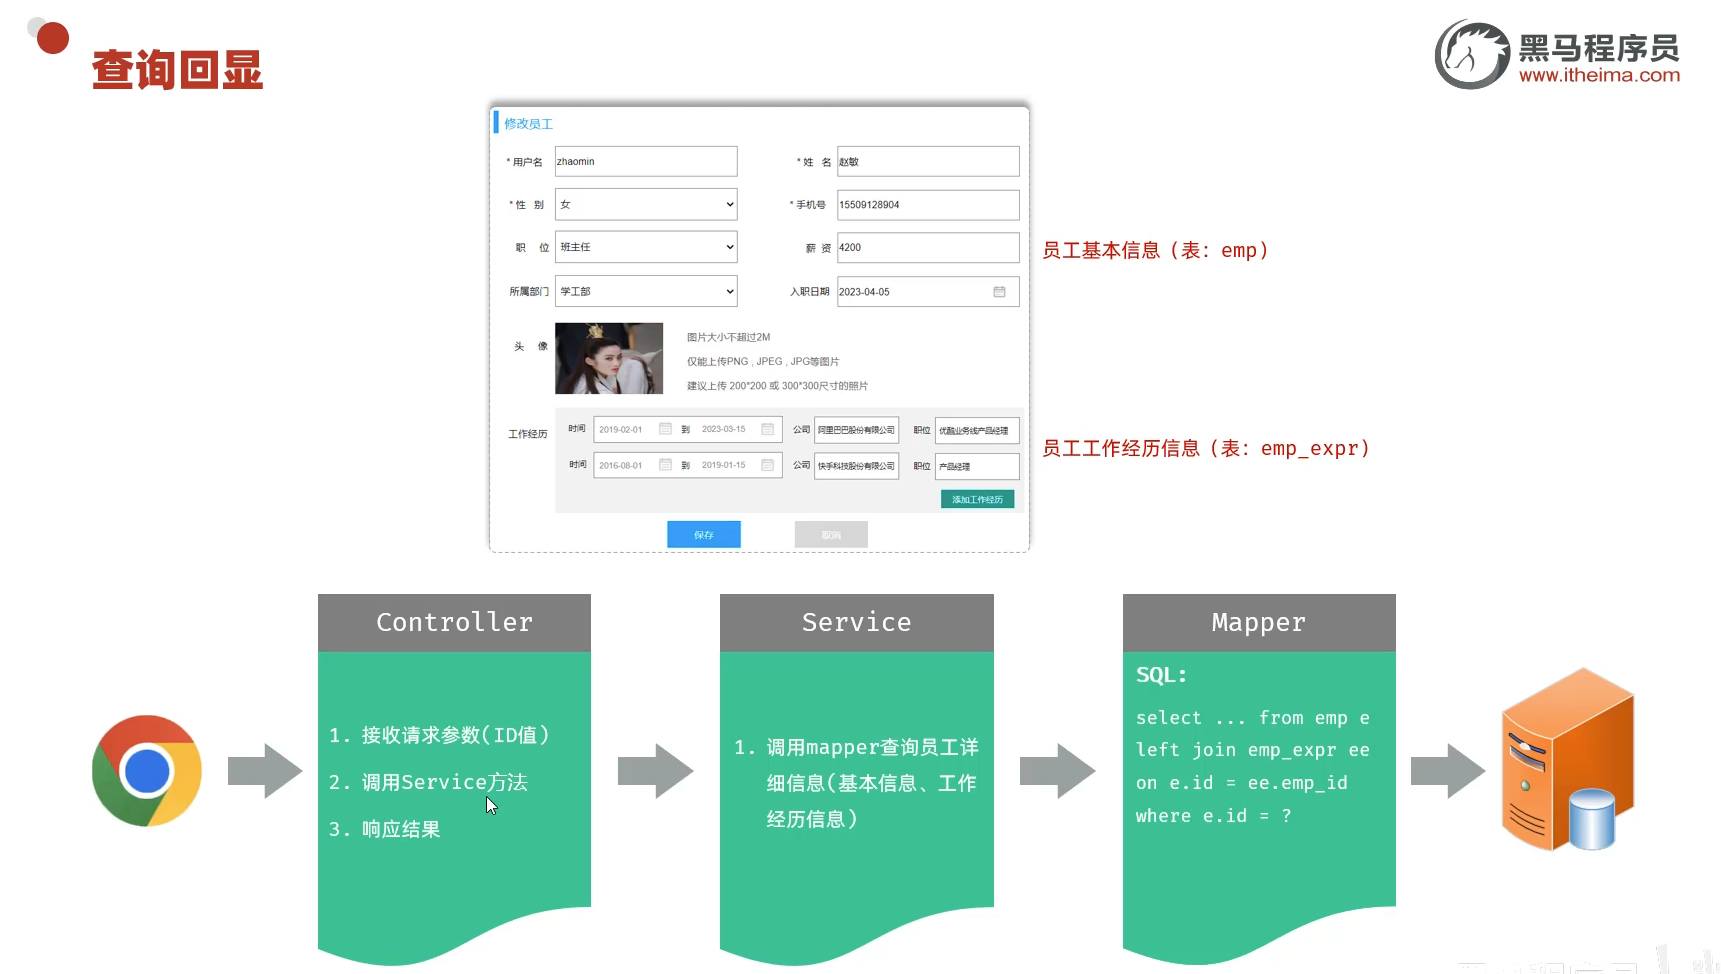 查询回显
黑马程序员
www.itheima.com
修改员工
* 用户名 zhaomin * 姓 名 赵敏
* 性 别 女 * 手机号 15509128904
职 位 班主任 薪 资 4200
所属部门 学工部 入职日期 2023-04-05
头 像
图片大小不超过2M
仅能上传PNG , JPEG , JPG等图片
建议上传 200*200 或 300*300尺寸的照片
工作经历 时间 2019-02-01 到 2023-03-15 公司 阿里巴巴股份有限公司 职位 优酷业务线产品经理
时间 2016-08-01 到 2019-01-15 公司 快手科技股份有限公司 职位 产品经理
添加工作经历
保存 取消
员工基本信息（表：emp）
员工工作经历信息（表：emp_expr）
Controller
1. 接收请求参数(ID值)
2. 调用Service方法
3. 响应结果
Service
1. 调用mapper查询员工详
细信息(基本信息、工作
经历信息)
Mapper
SQL:
select ... from emp e
left join emp_expr ee
on e.id = ee.emp_id
where e.id = ?